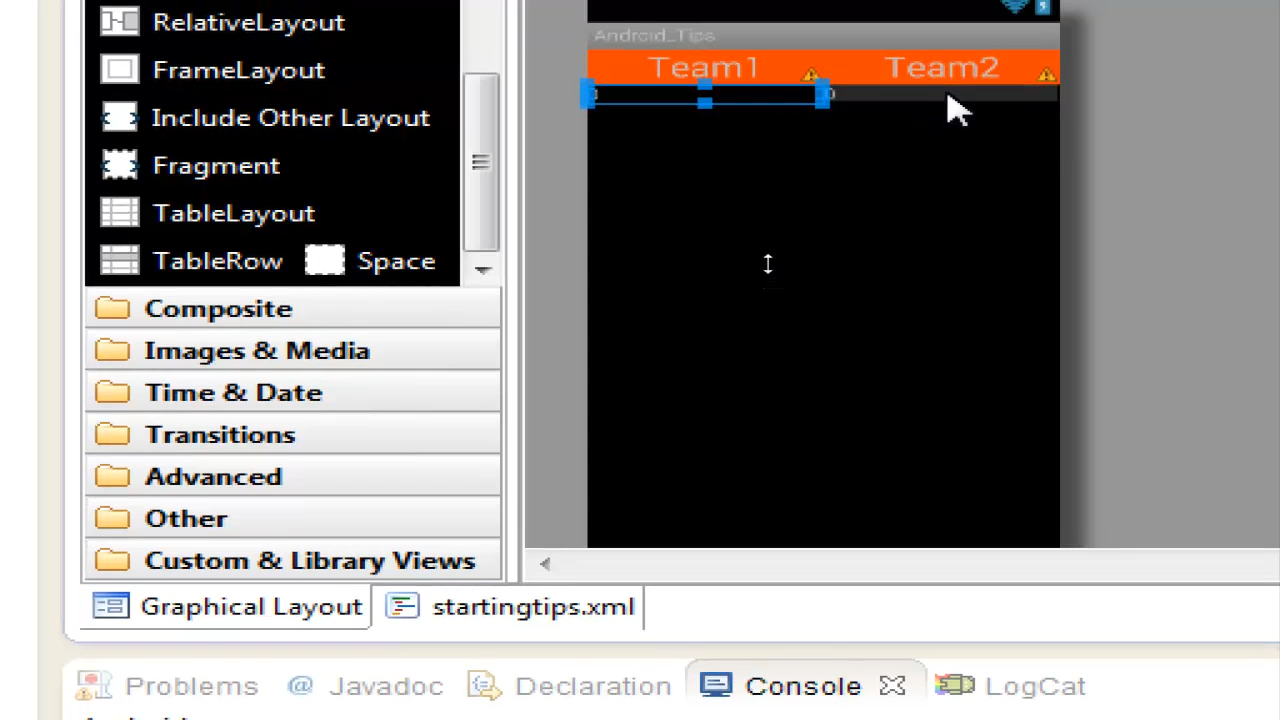 RelativeLayout
FrameLayout
Include Other Layout
Fragment
TableLayout
TableRow Space
Composite
Images & Media
Time & Date
Transitions
Advanced
Other
Custom & Library Views
Android_Tips
Team1 Team2
Graphical Layout startingtips.xml
Problems @ Javadoc Declaration Console LogCat